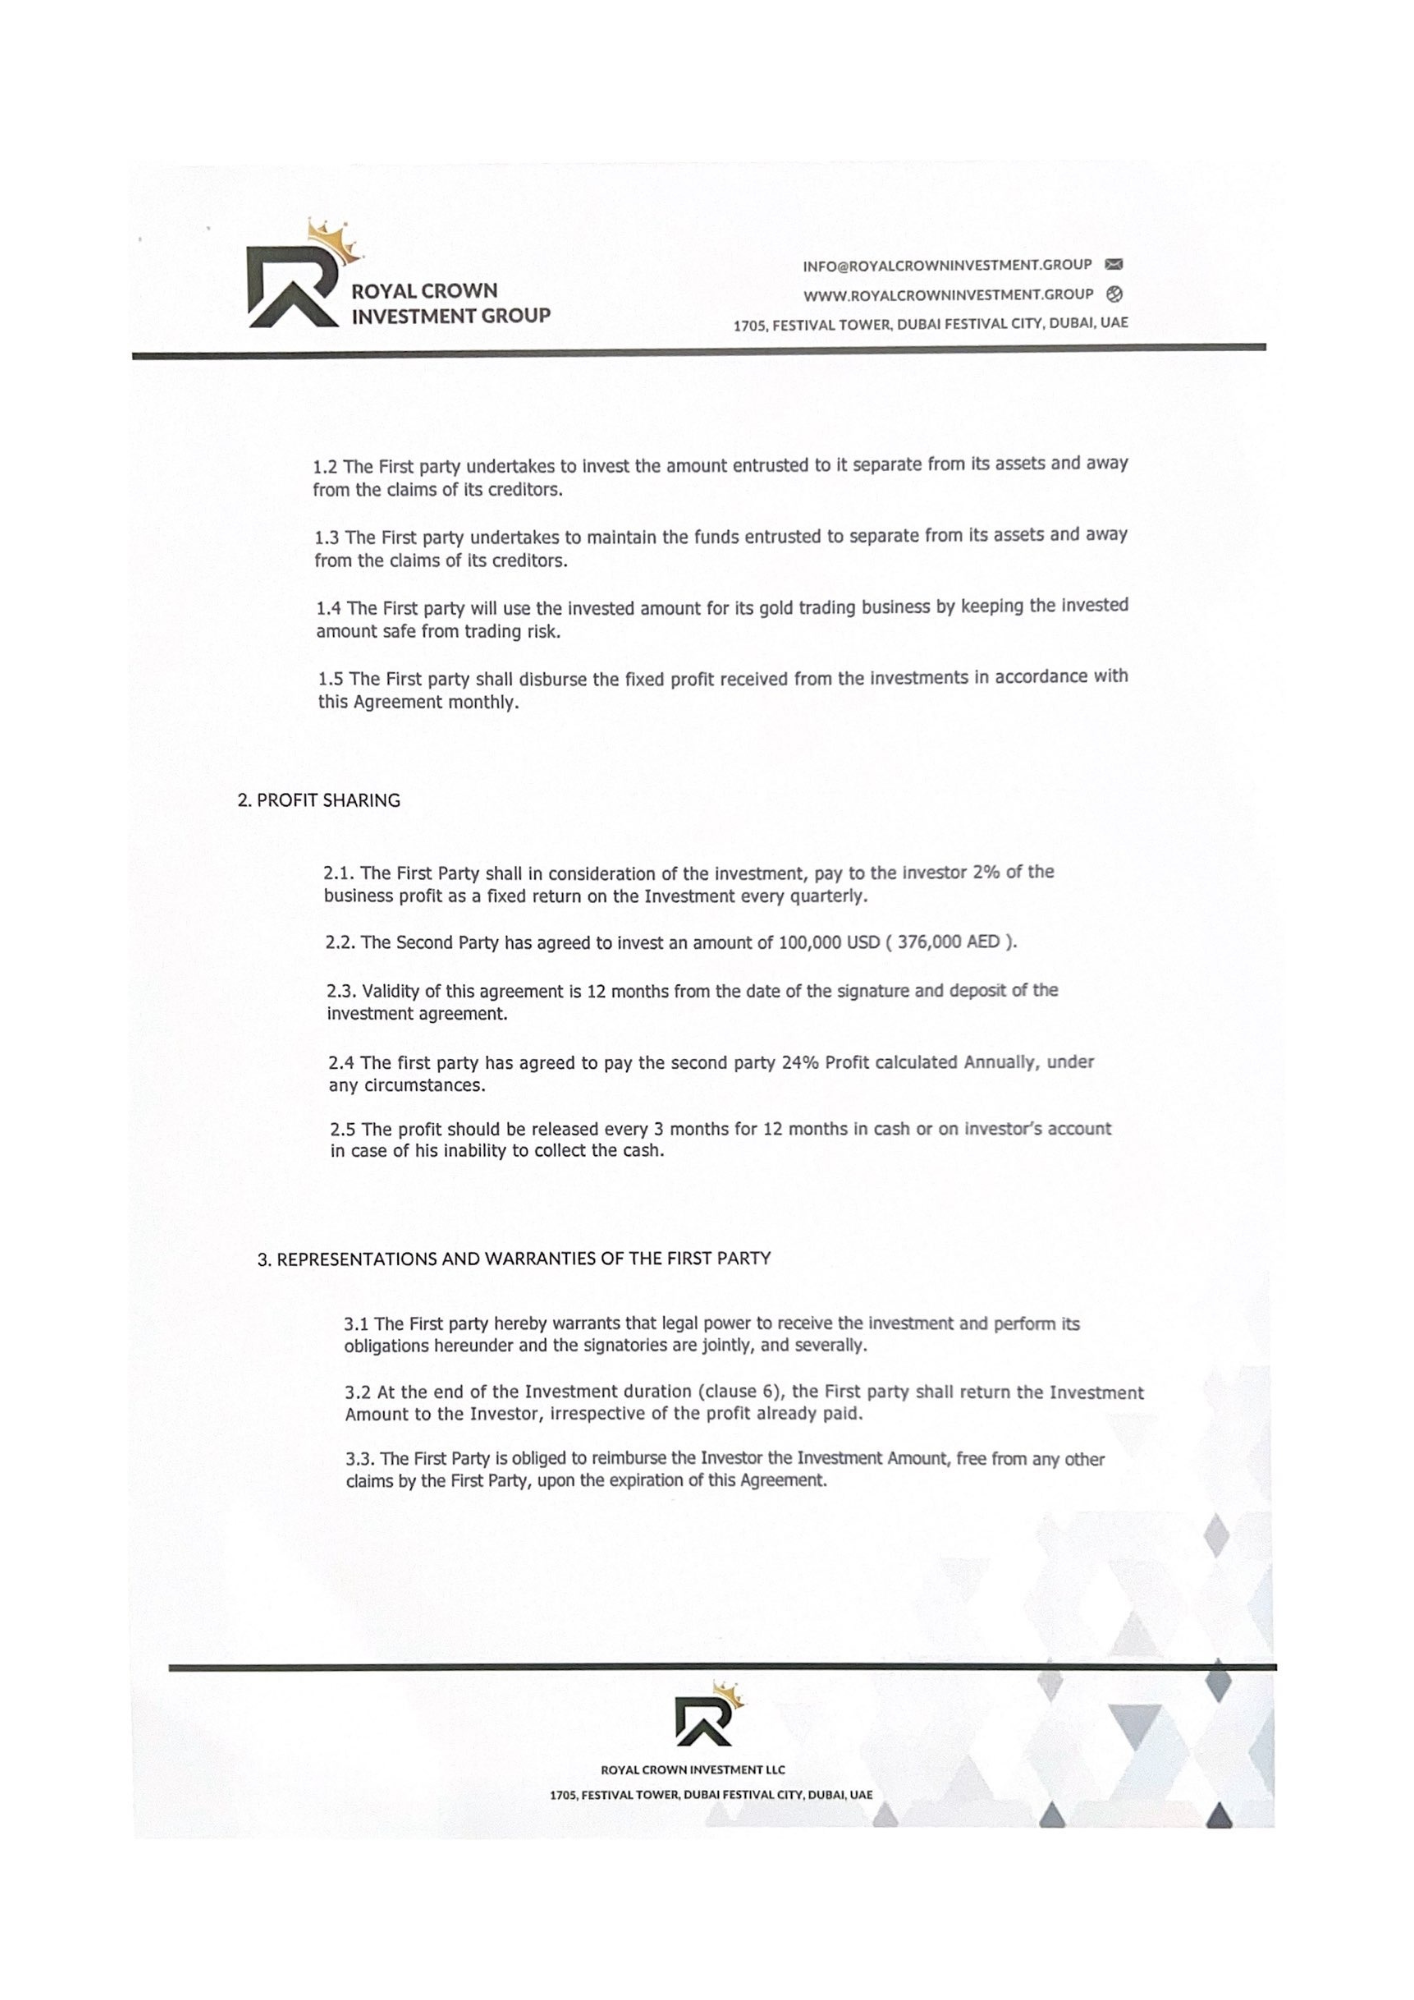 ROYAL CROWN
INVESTMENT GROUP
INFO@ROYALCROWNINVESTMENT.GROUP
WWW.ROYALCROWNINVESTMENT.GROUP
1705, FESTIVAL TOWER, DUBAI FESTIVAL CITY, DUBAI, UAE
1.2 The First party undertakes to invest the amount entrusted to it separate from its assets and away
from the claims of its creditors.
1.3 The First party undertakes to maintain the funds entrusted to separate from its assets and away
from the claims of its creditors.
1.4 The First party will use the invested amount for its gold trading business by keeping the invested
amount safe from trading risk.
1.5 The First party shall disburse the fixed profit received from the investments in accordance with
this Agreement monthly.
2. PROFIT SHARING
2.1. The First Party shall in consideration of the investment, pay to the investor 2% of the
business profit as a fixed return on the Investment every quarterly.
2.2. The Second Party has agreed to invest an amount of 100,000 USD ( 376,000 AED ).
2.3. Validity of this agreement is 12 months from the date of the signature and deposit of the
investment agreement.
2.4 The first party has agreed to pay the second party 24% Profit calculated Annually, under
any circumstances.
2.5 The profit should be released every 3 months for 12 months in cash or on investor's account
in case of his inability to collect the cash.
3. REPRESENTATIONS AND WARRANTIES OF THE FIRST PARTY
3.1 The First party hereby warrants that legal power to receive the investment and perform its
obligations hereunder and the signatories are jointly, and severally.
3.2 At the end of the Investment duration (clause 6), the First party shall return the Investment
Amount to the Investor, irrespective of the profit already paid.
3.3. The First Party is obliged to reimburse the Investor the Investment Amount, free from any other
claims by the First Party, upon the expiration of this Agreement.
ROYAL CROWN INVESTMENT LLC
1705, FESTIVAL TOWER, DUBAI FESTIVAL CITY, DUBAI, UAE